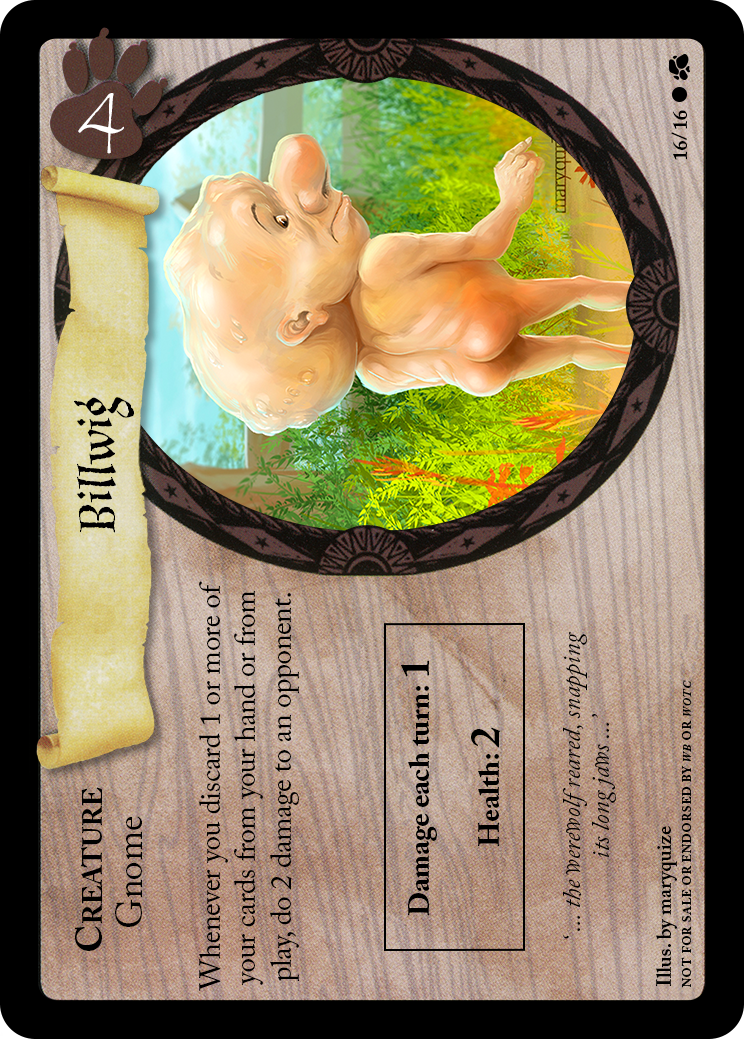 4
Billwig
CREATURE
Gnome
Whenever you discard 1 or more of
your cards from your hand or from
play, do 2 damage to an opponent.
Damage each turn: 1
Health: 2
‘... the werewolf reared, snapping
its long jaws ...’
Illus. by maryquize
NOT FOR SALE OR ENDORSED BY WB OR WOTC
16/16